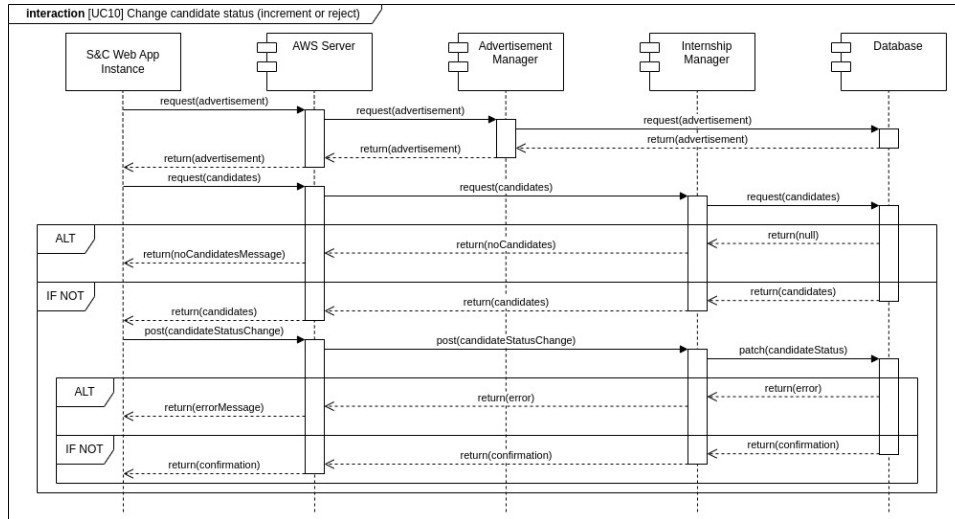 interaction [UC10] Change candidate status (increment or reject)
S&C Web App
Instance
AWS Server
Advertisement
Manager
Internship
Manager
Database
request(advertisement)
request(advertisement)
request(advertisement)
return(advertisement)
return(advertisement)
return(advertisement)
request(candidates)
request(candidates)
request(candidates)
ALT
return(null)
return(noCandidates)
return(noCandidatesMessage)
IF NOT
return(candidates)
return(candidates)
return(candidates)
post(candidateStatusChange)
post(candidateStatusChange)
patch(candidateStatus)
ALT
return(error)
return(error)
return(errorMessage)
IF NOT
return(confirmation)
return(confirmation)
return(confirmation)